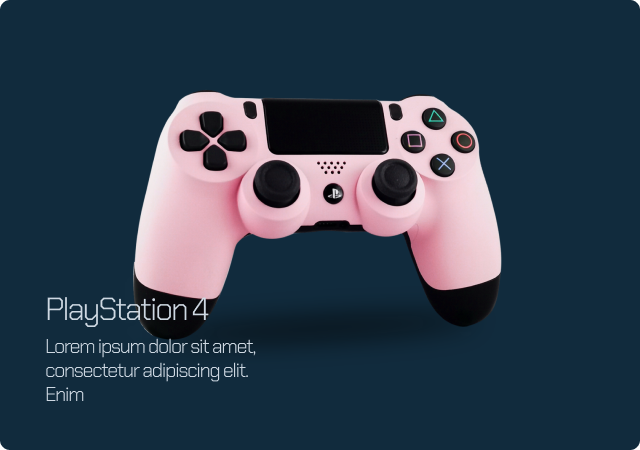 PlayStation 4
Lorem ipsum dolor sit amet,
consectetur adipiscing elit.
Enim